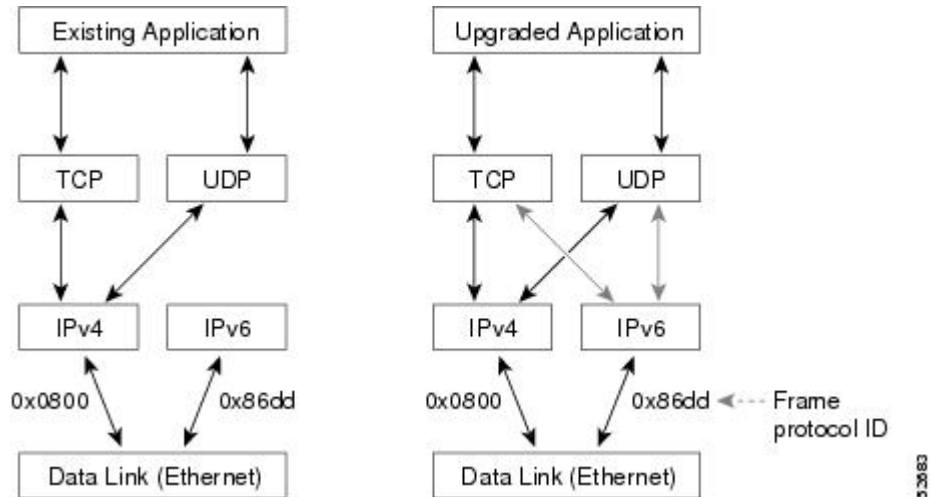 Existing Application
TCP
UDP
IPv4
IPv6
0x0800
0x86dd
Data Link (Ethernet)
Upgraded Application
TCP
UDP
IPv4
IPv6
0x0800
0x86dd
Frame
protocol ID
Data Link (Ethernet)
52683